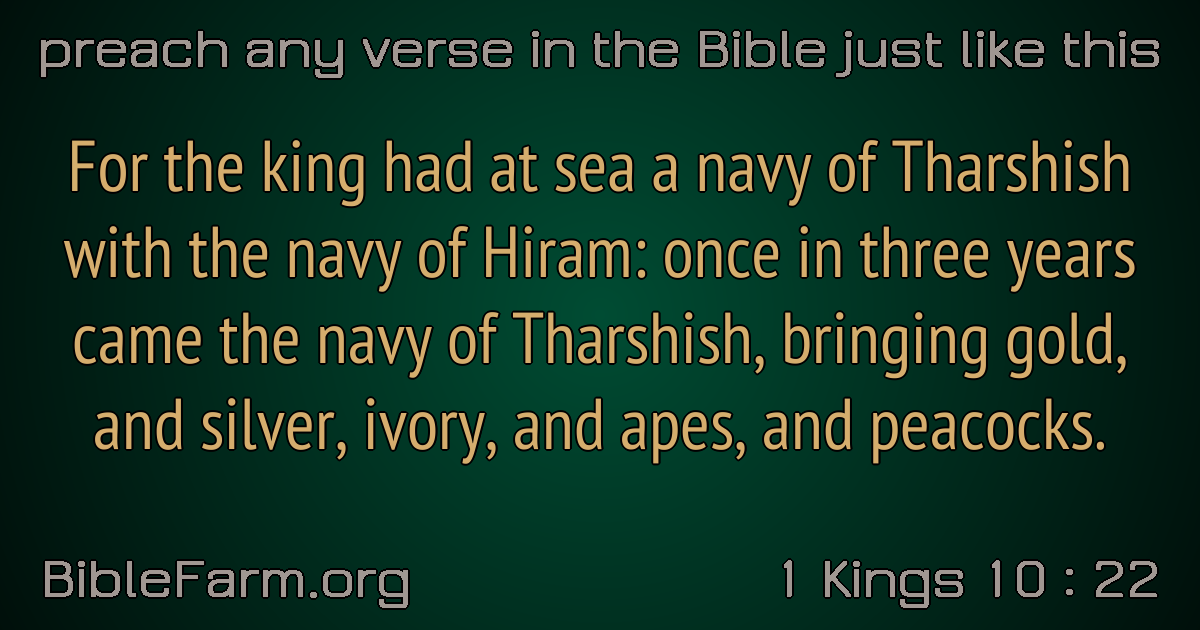 preach any verse in the Bible just like this
For the king had at sea a navy of Tharshish
with the navy of Hiram: once in three years
came the navy of Tharshish, bringing gold,
and silver, ivory, and apes, and peacocks.
BibleFarm.org
1 Kings 10 : 22